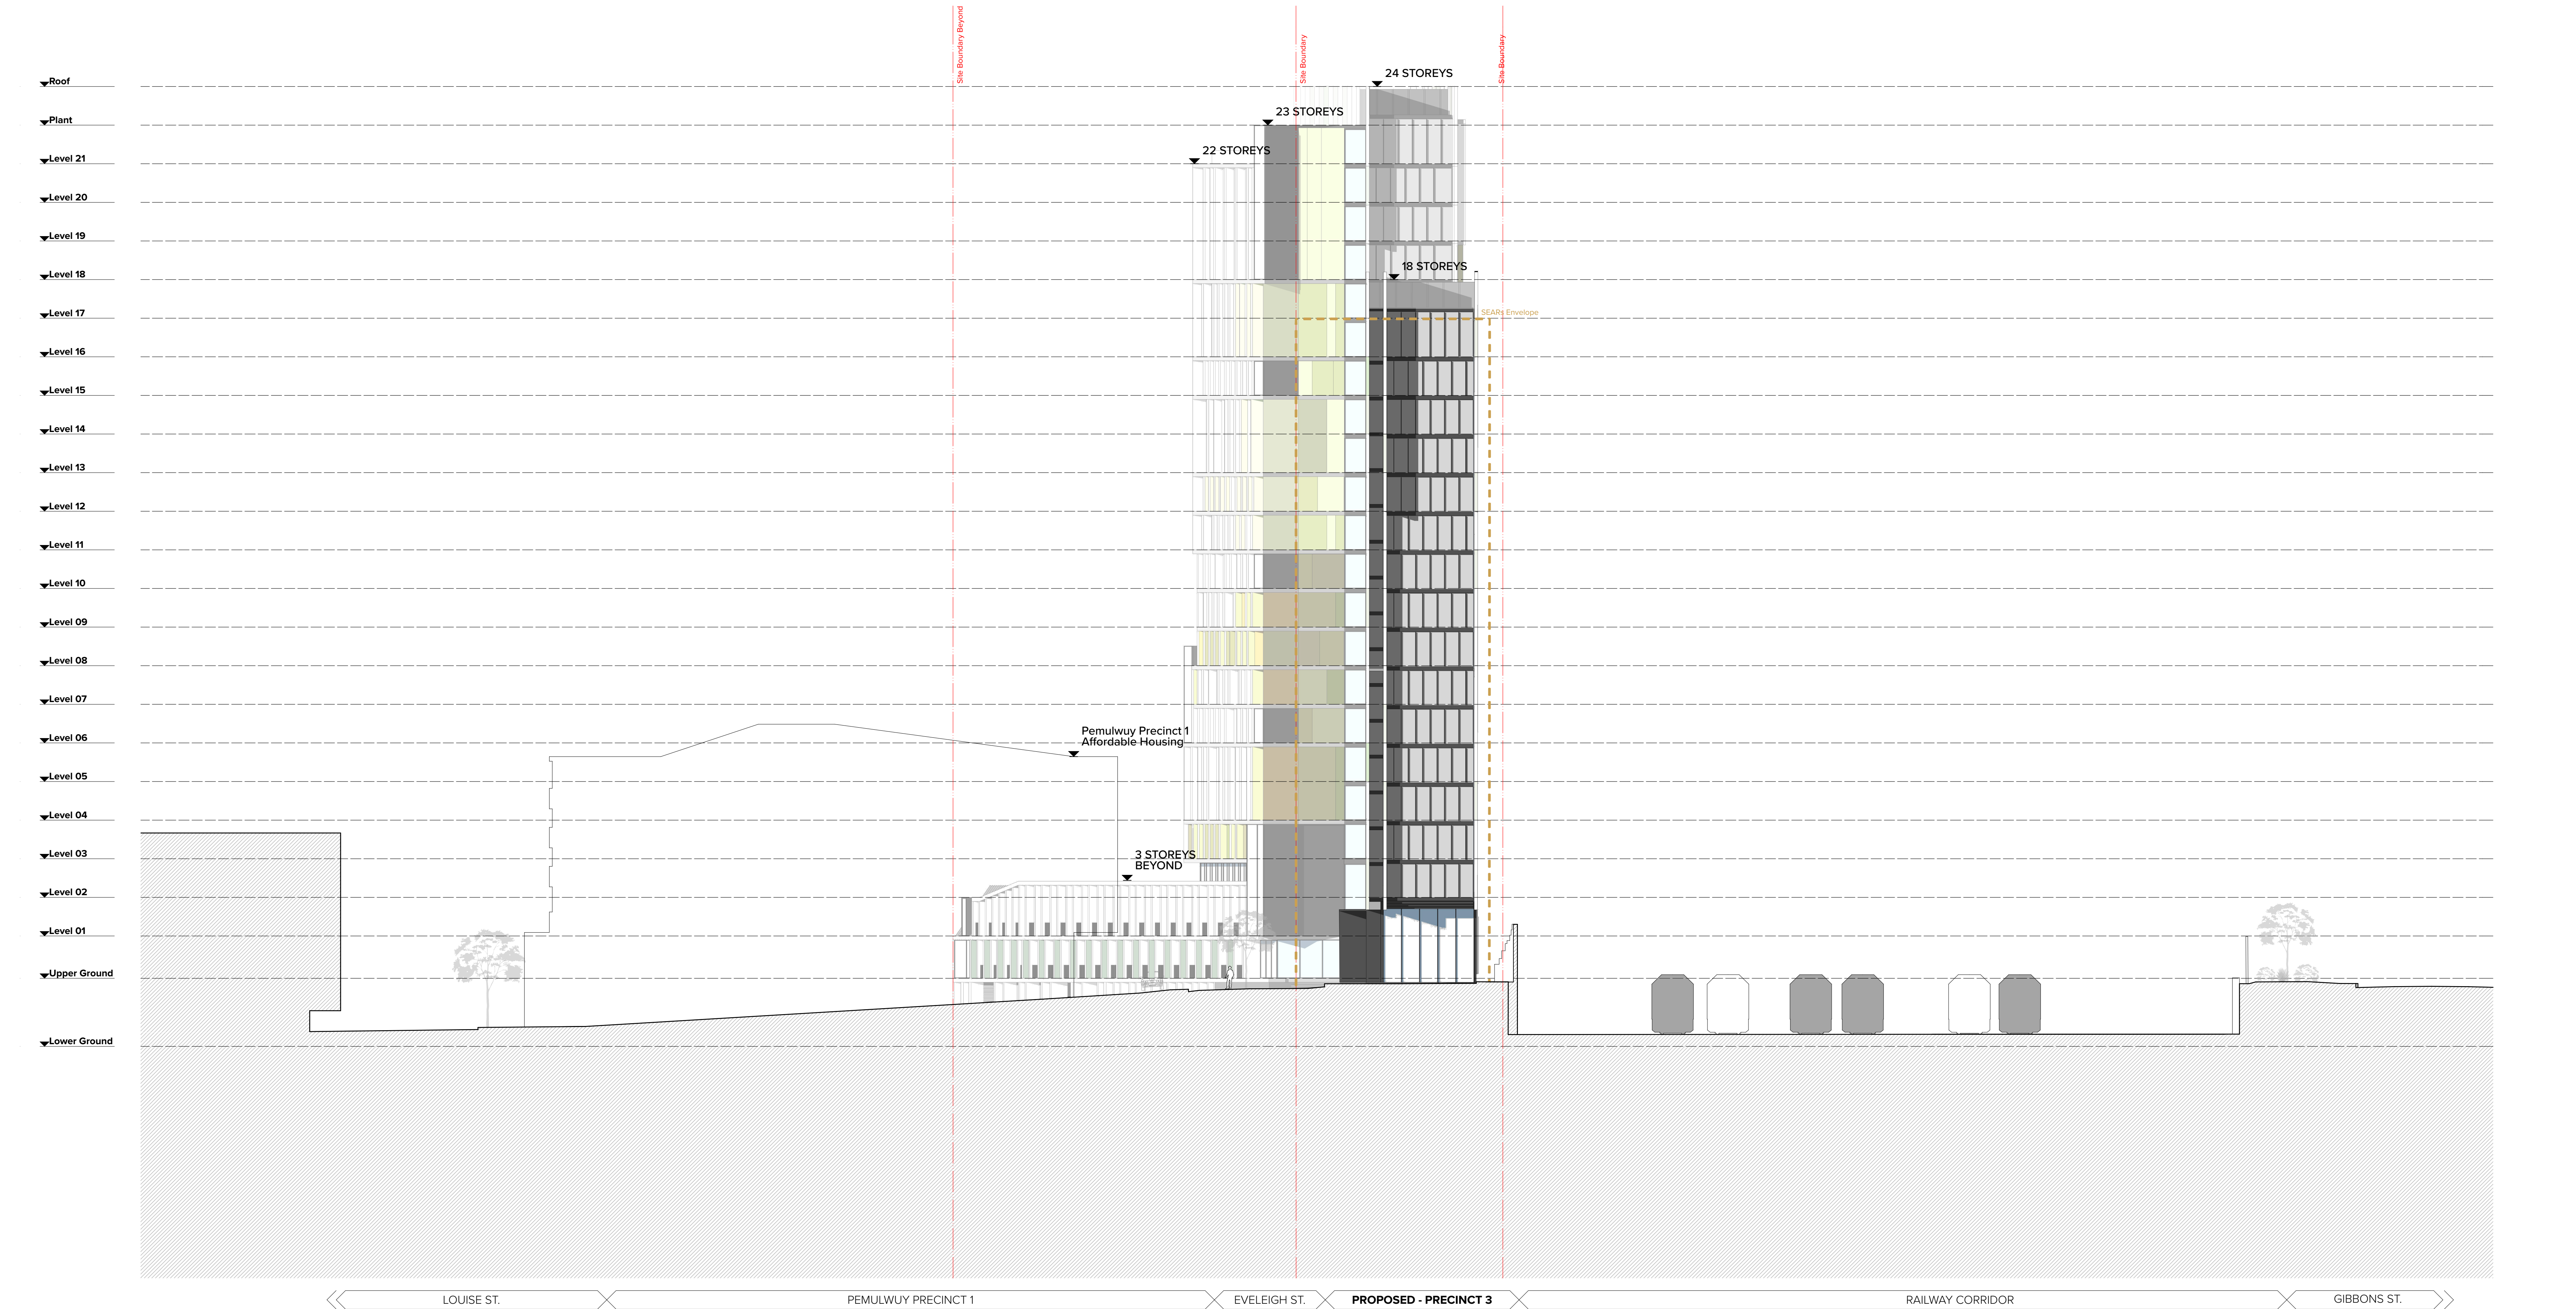 Site Boundary Beyond
Site Boundary
Site Boundary
Roof
24 STOREYS
Plant
23 STOREYS
Level 21
22 STOREYS
Level 20
Level 19
Level 18
18 STOREYS
Level 17
SEARs Envelope
Level 16
Level 15
Level 14
Level 13
Level 12
Level 11
Level 10
Level 09
Level 08
Level 07
Level 06
Pemulwuy Precinct 1
Affordable Housing
Level 05
Level 04
Level 03
3 STOREYS
BEYOND
Level 02
Level 01
Upper Ground
Lower Ground
LOUISE ST.
PEMULWUY PRECINCT 1
EVELEIGH ST.
PROPOSED - PRECINCT 3
RAILWAY CORRIDOR
GIBBONS ST.